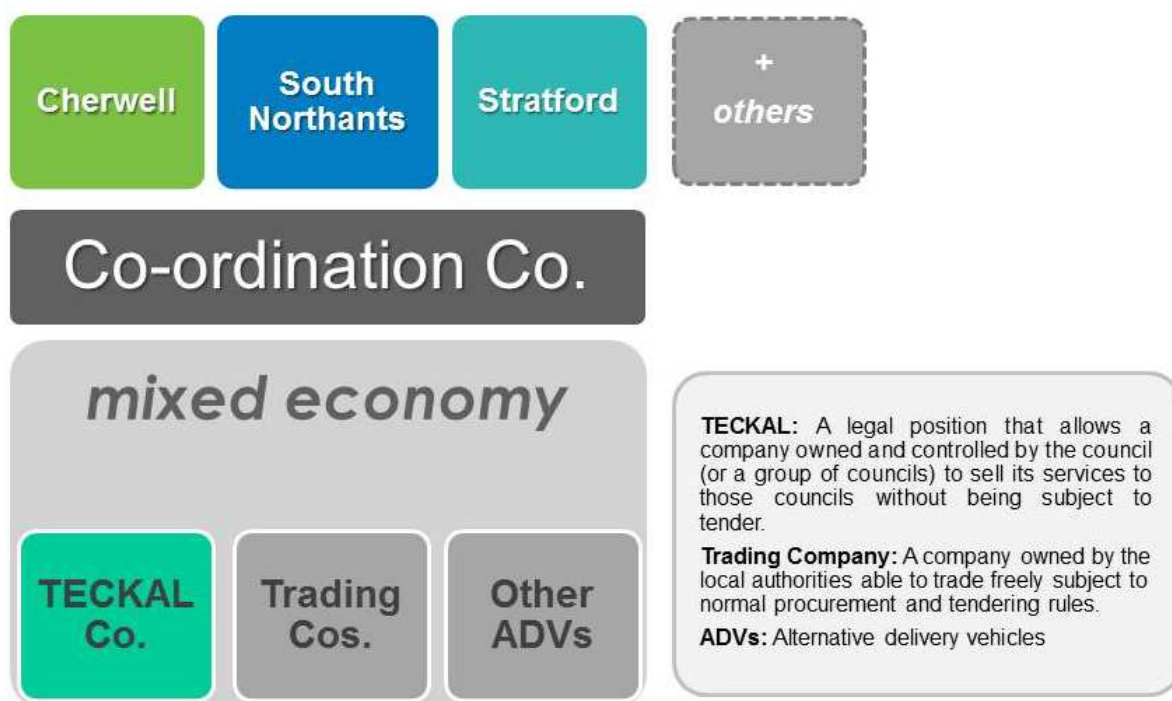 Cherwell
South
Northants
Stratford
+
others
Co-ordination Co.
mixed economy
TECKAL
Co.
Trading
Cos.
Other
ADVs
TECKAL: A legal position that allows a
company owned and controlled by the council
(or a group of councils) to sell its services to
those councils without being subject to
tender.
Trading Company: A company owned by the
local authorities able to trade freely subject to
normal procurement and tendering rules.
ADVs: Alternative delivery vehicles